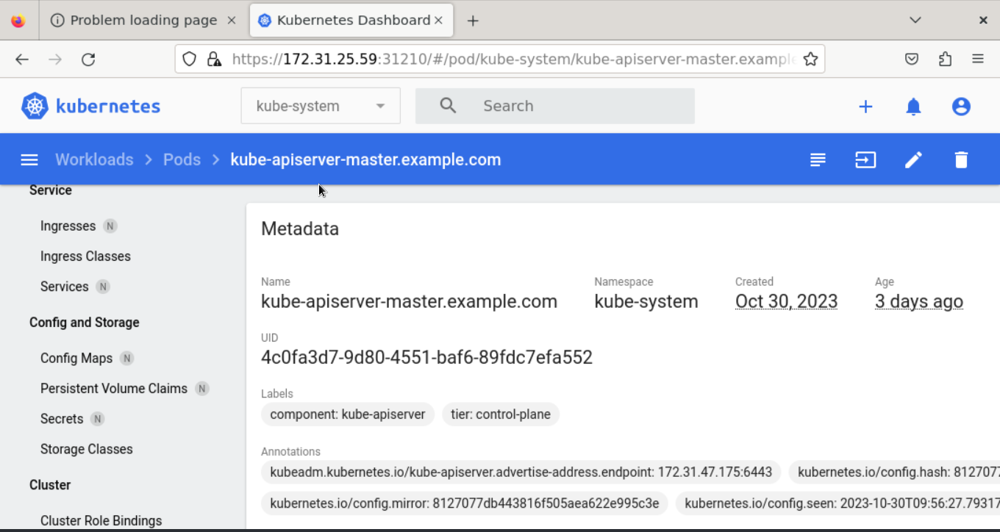 Problem loading page
Kubernetes Dashboard
https://172.31.25.59:31210/#/pod/kube-system/kube-apiserver-master.example
kubernetes
kube-system
Search
Workloads
Pods
kube-apiserver-master.example.com
Service
Ingresses N
Ingress Classes
Services N
Config and Storage
Config Maps N
Persistent Volume Claims N
Secrets N
Storage Classes
Cluster
Cluster Role Bindings
Metadata
Name
kube-apiserver-master.example.com
Namespace
kube-system
Created
Oct 30, 2023
Age
3 days ago
UID
4c0fa3d7-9d80-4551-baf6-89fdc7efa552
Labels
component: kube-apiserver
tier: control-plane
Annotations
kubeadm.kubernetes.io/kube-apiserver.advertise-address.endpoint: 172.31.47.175:6443
kubernetes.io/config.hash: 812707
kubernetes.io/config.mirror: 8127077db443816f505aea622e995c3e
kubernetes.io/config.seen: 2023-10-30T09:56:27.79317